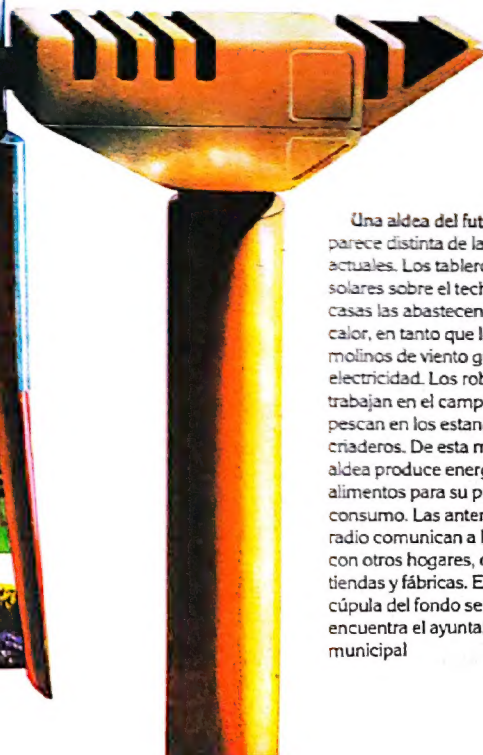 Una aldea del fut
parece distinta de la
actuales. Los tablero
solares sobre el tech
casas las abastecen
calor, en tanto que l
molinos de viento g
electricidad. Los rob
trabajan en el camp
pescan en los estan
criaderos. De esta m
aldea produce energ
alimentos para su p
consumo. Las anter
radio comunican a l
con otros hogares, e
tiendas y fábricas. E
cúpula del fondo se
encuentra el ayunta
municipal